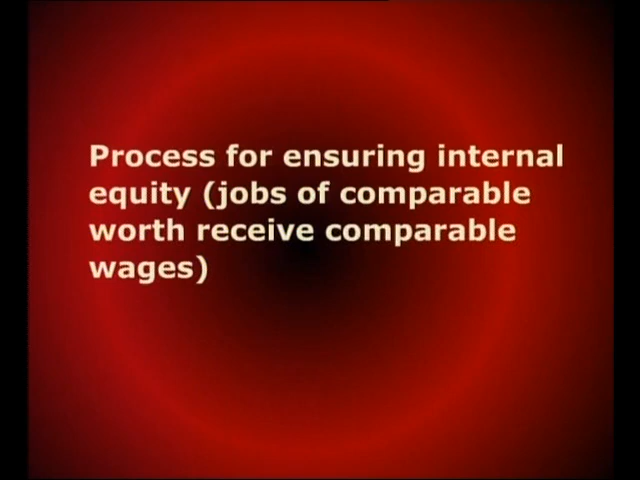 Process for ensuring internal
equity (jobs of comparable
worth receive comparable
wages)